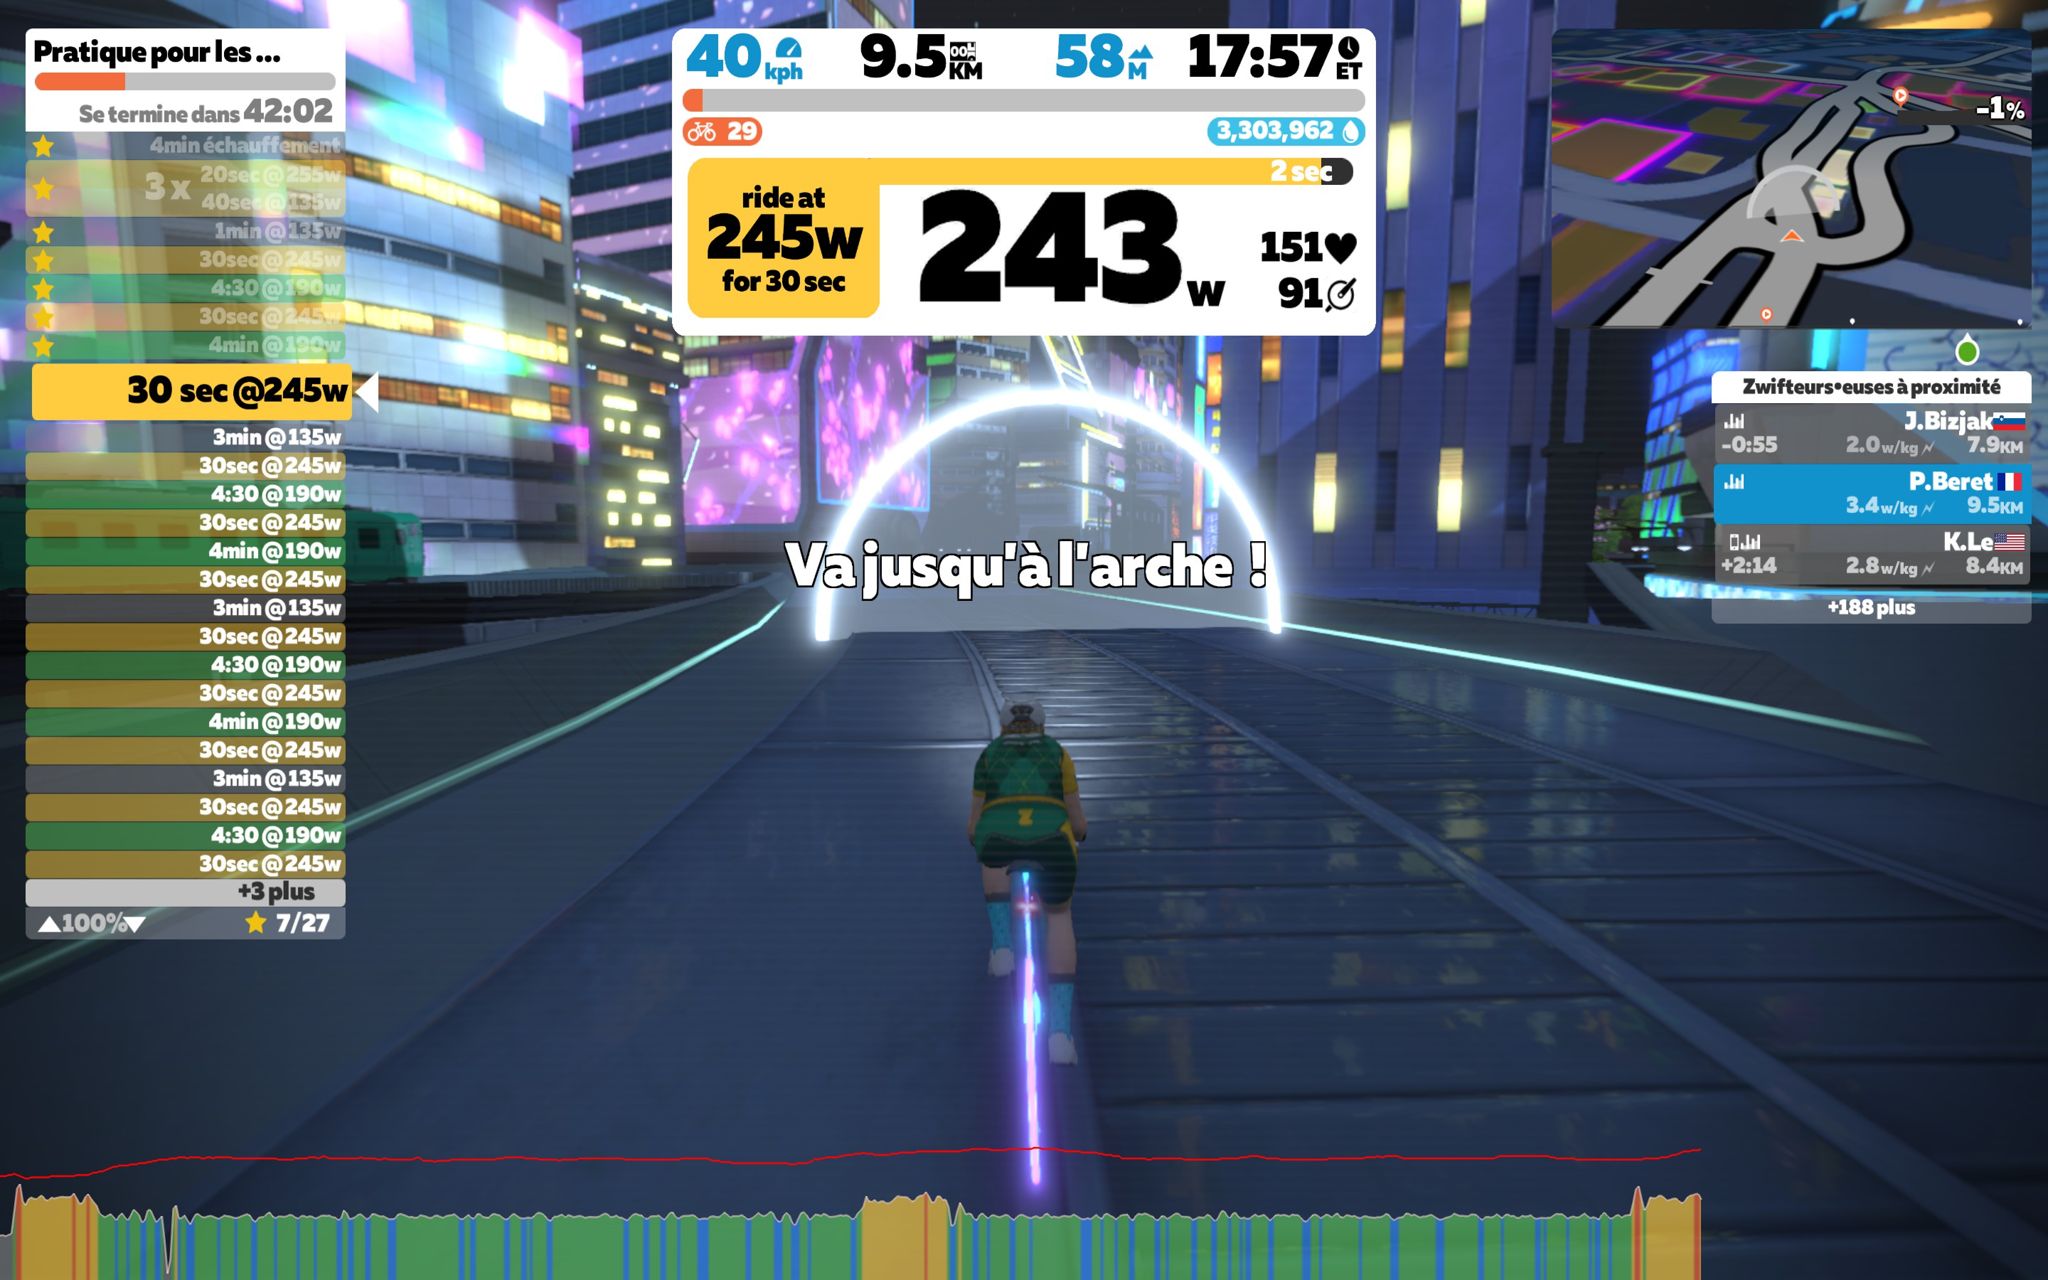 Pratique pour les ...
Se termine dans 42:02
4min échauffement
3 x
20sec @255w
40sec @135w
1min @135w
30sec @245w
4:30 @190w
30sec @245w
4min @190w
30 sec @245w
3min @135w
30sec @245w
4:30 @190w
30sec @245w
4min @190w
30sec @245w
3min @135w
30sec @245w
4:30 @190w
30sec @245w
4min @190w
30sec @245w
3min @135w
30sec @245w
4:30 @190w
30sec @245w
+3 plus
100%
7/27
40 kph 9.5 KM 58 M 17:57 ET
29 3,303,962
2 sec
ride at
245w
for 30 sec
243 w
151
91
Va jusqu'à l'arche !
Z
-1%
Zwifteurs•euses à proximité
J.Bizjak
-0:55 2.0w/kg 7.9KM
P.Beret
3.4w/kg 9.5KM
K.Le
+2:14 2.8w/kg 8.4KM
+188 plus